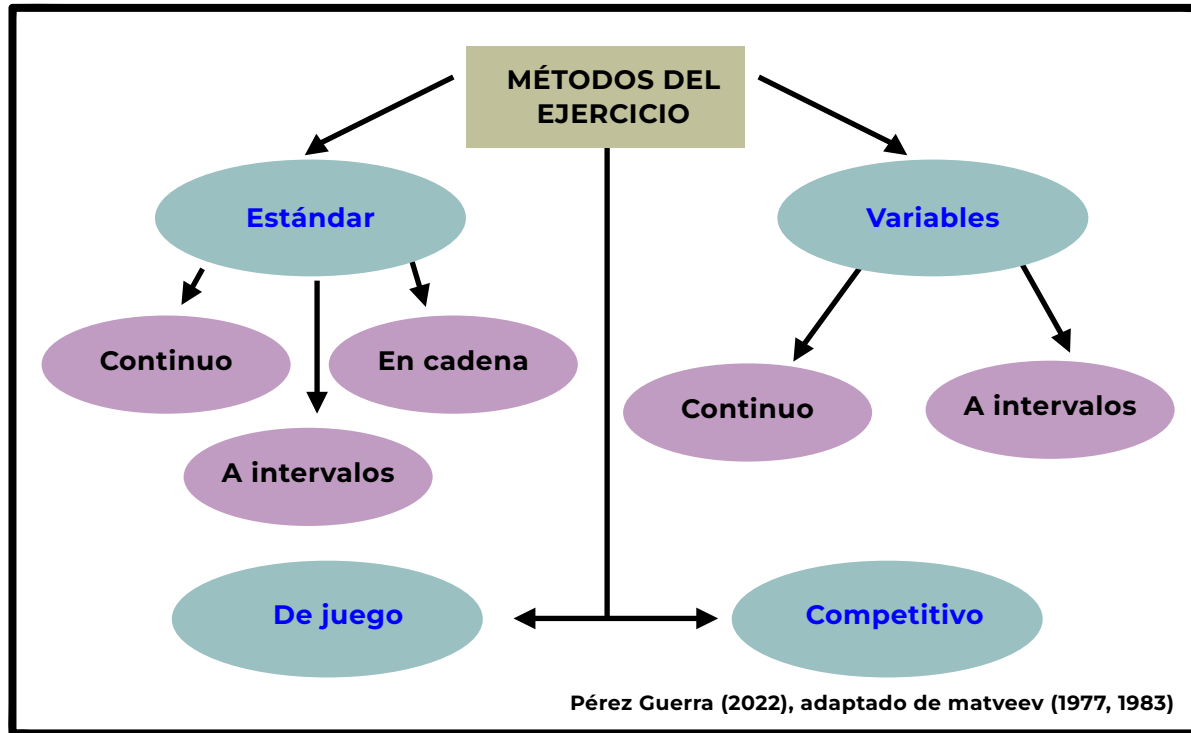 MÉTODOS DEL
EJERCICIO
Estándar
Variables
Continuo
En cadena
A intervalos
Continuo
A intervalos
De juego
Competitivo
Pérez Guerra (2022), adaptado de matveev (1977, 1983)